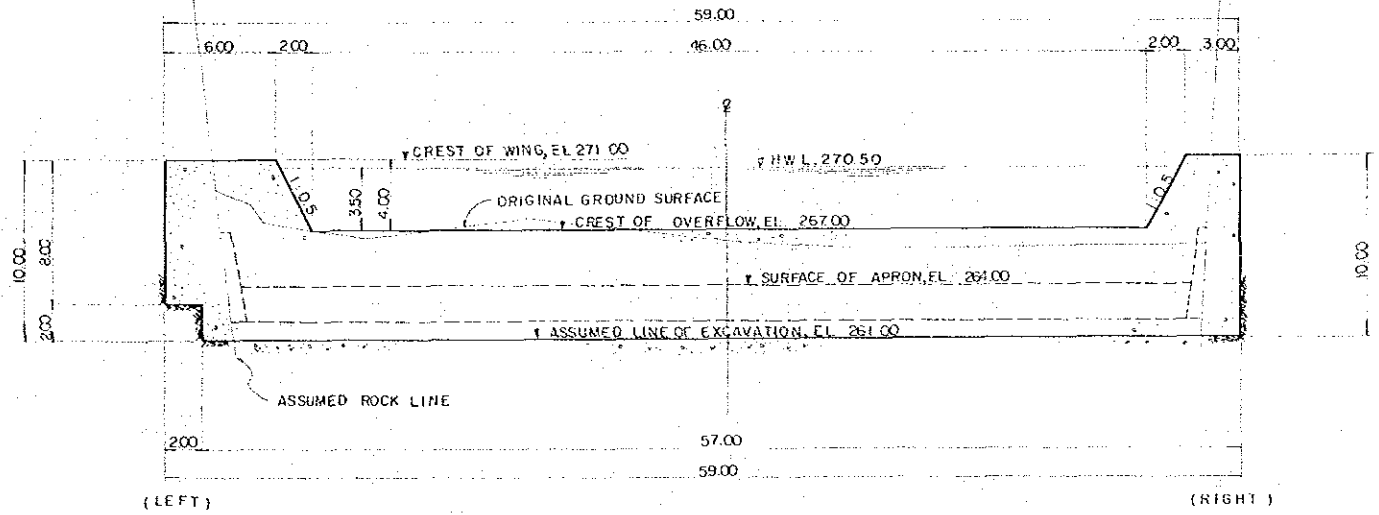 59.00
6.00 2.00 46.00 2.00 3.00
℄
CREST OF WING, EL 271.00
HWL. 270.50
1:0.5
3.50
4.00
ORIGINAL GROUND SURFACE
CREST OF OVERFLOW, EL. 267.00
1:0.5
10.00
8.00
2.00
10.00
SURFACE OF APRON, EL. 264.00
ASSUMED LINE OF EXCAVATION, EL. 261.00
ASSUMED ROCK LINE
2.00 57.00
59.00
(LEFT) (RIGHT)